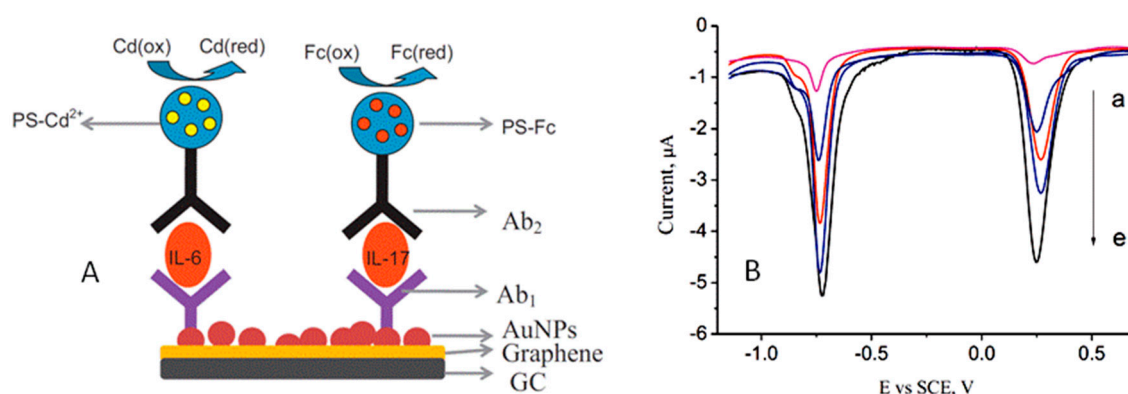 Cd(ox) Cd(red) Fc(ox) Fc(red)
PS-Cd²⁺
PS-Fc
Ab₂
IL-6 IL-17
A
Ab₁
AuNPs
Graphene
GC
0
-1
-2
-3
-4
-5
-6
Current, μA
a
e
B
-1.0 -0.5 0.0 0.5
E vs SCE, V